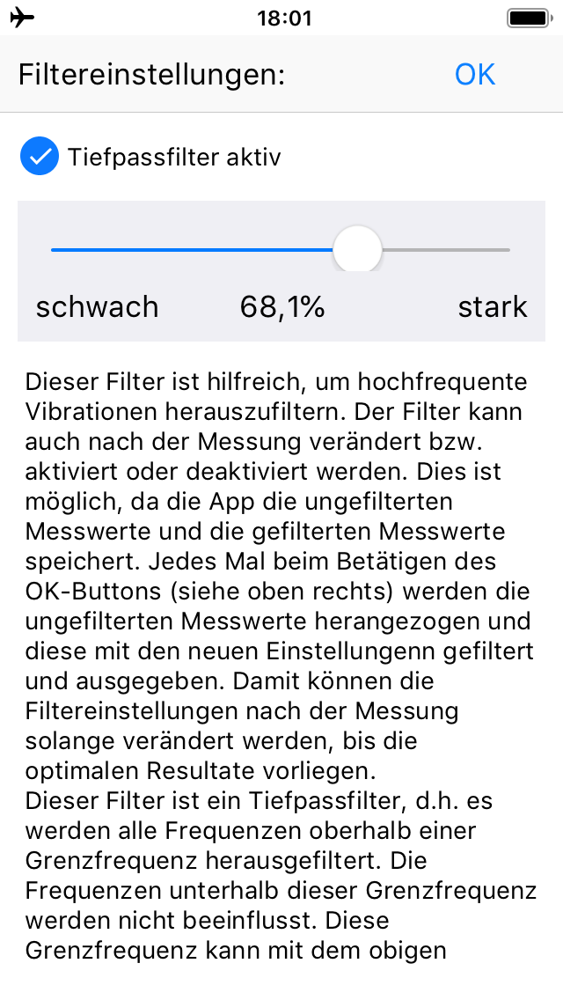 18:01
Filtereinstellungen:
OK
Tiefpassfilter aktiv
schwach 68,1% stark
Dieser Filter ist hilfreich, um hochfrequente
Vibrationen herauszufiltern. Der Filter kann
auch nach der Messung verändert bzw.
aktiviert oder deaktiviert werden. Dies ist
möglich, da die App die ungefilterten
Messwerte und die gefilterten Messwerte
speichert. Jedes Mal beim Betätigen des
OK-Buttons (siehe oben rechts) werden die
ungefilterten Messwerte herangezogen und
diese mit den neuen Einstellungenn gefiltert
und ausgegeben. Damit können die
Filtereinstellungen nach der Messung
solange verändert werden, bis die
optimalen Resultate vorliegen.
Dieser Filter ist ein Tiefpassfilter, d.h. es
werden alle Frequenzen oberhalb einer
Grenzfrequenz herausgefiltert. Die
Frequenzen unterhalb dieser Grenzfrequenz
werden nicht beeinflusst. Diese
Grenzfrequenz kann mit dem obigen